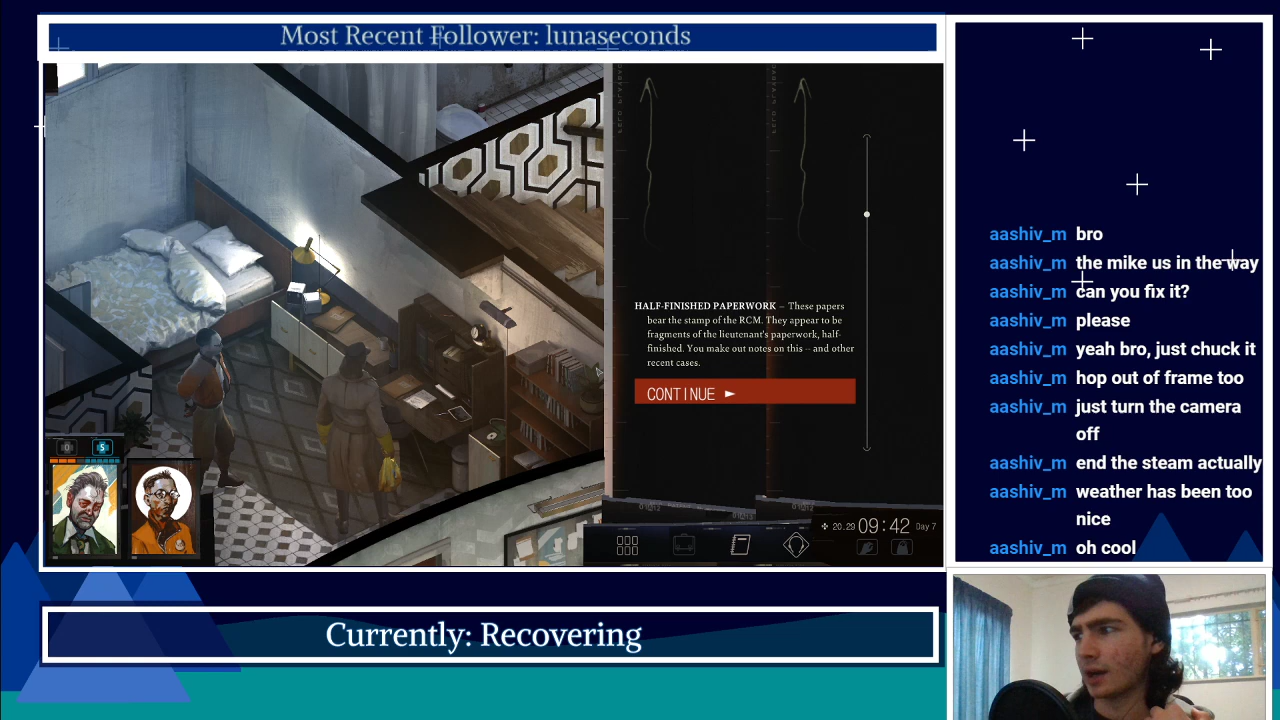 Most Recent Follower: lunaseconds
HALF-FINISHED PAPERWORK – These papers
bear the stamp of the RCM. They appear to be
fragments of the lieutenant's paperwork, half-
finished. You make out notes on this – and other
recent cases.
CONTINUE ►
20.29 09:42 Day 7
Currently: Recovering
aashiv_m bro
aashiv_m the mike us in the way
aashiv_m can you fix it?
aashiv_m please
aashiv_m yeah bro, just chuck it
aashiv_m hop out of frame too
aashiv_m just turn the camera
off
aashiv_m end the steam actually
aashiv_m weather has been too
nice
aashiv_m oh cool